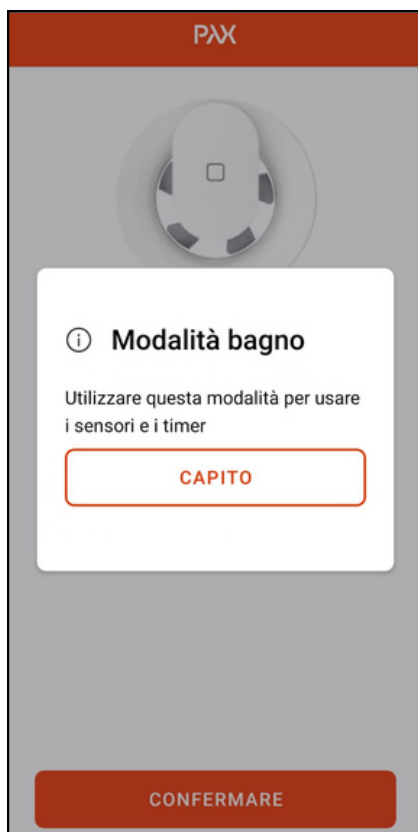 PAX
Modalità bagno
Utilizzare questa modalità per usare
i sensori e i timer
CAPITO
CONFERMARE